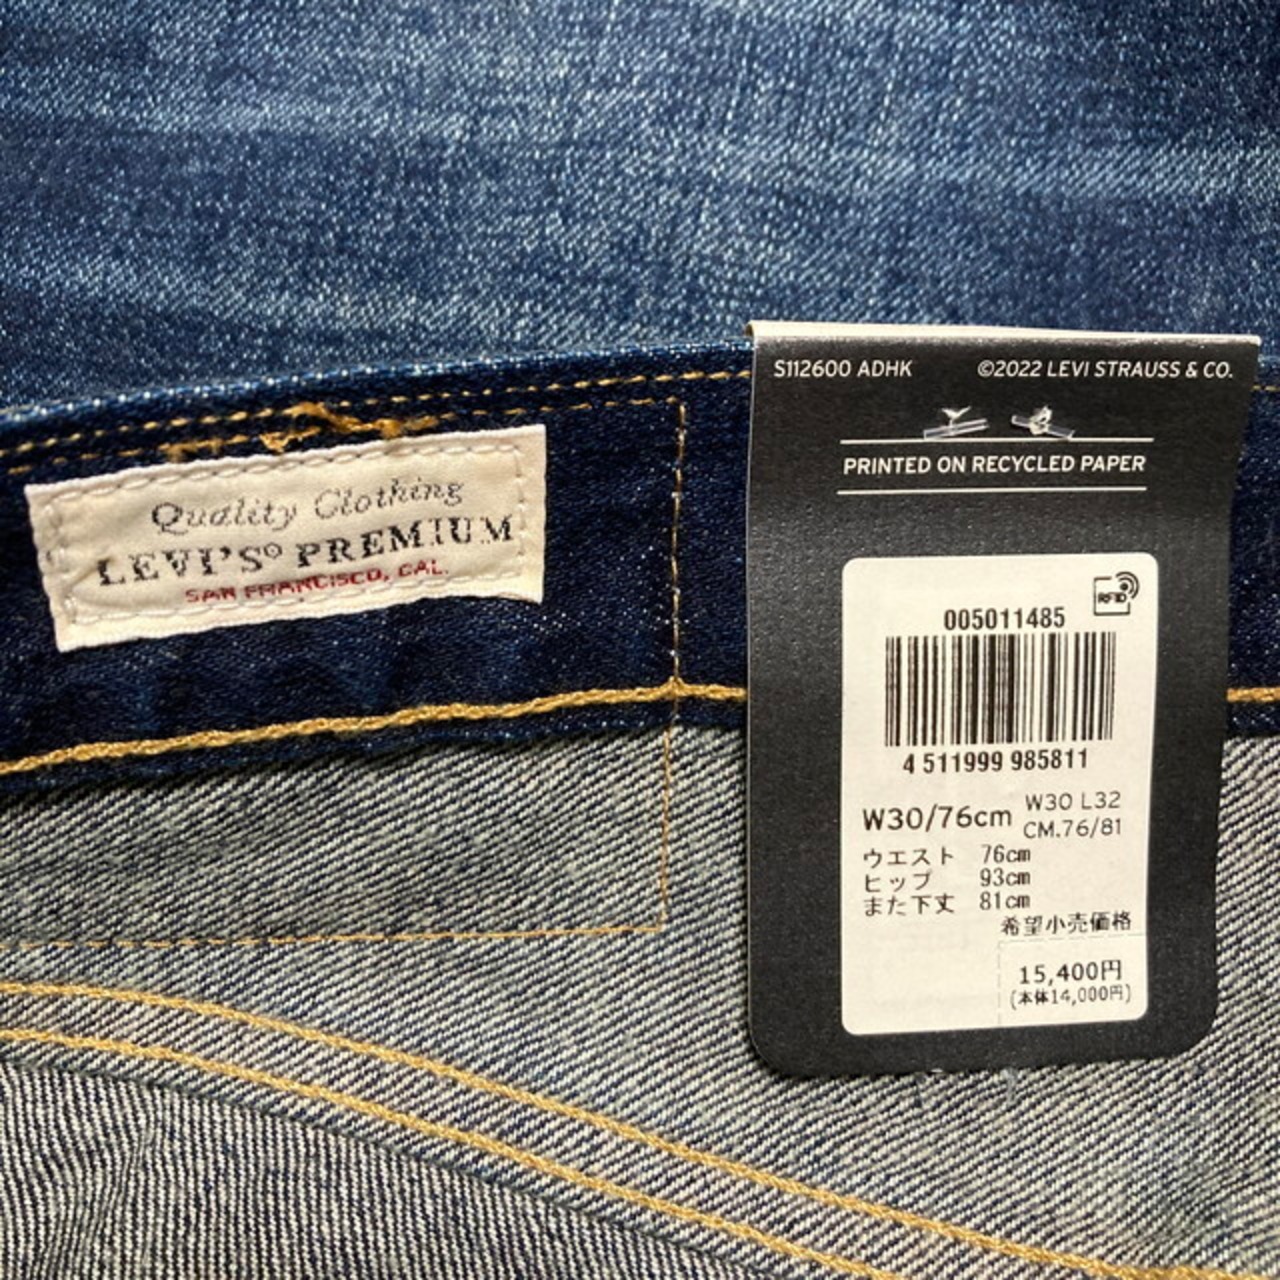 S112600 ADHK ©2022 LEVI STRAUSS & CO.
PRINTED ON RECYCLED PAPER
Quality Clothing
LEVI'S® PREMIUM
SAN FRANCISCO, CAL.
RFID
005011485
4 511999 985811
W30/76cm W30 L32
CM.76/81
ウエスト 76cm
ヒップ 93cm
また下丈 81cm
希望小売価格
15,400円
(本体14,000円)